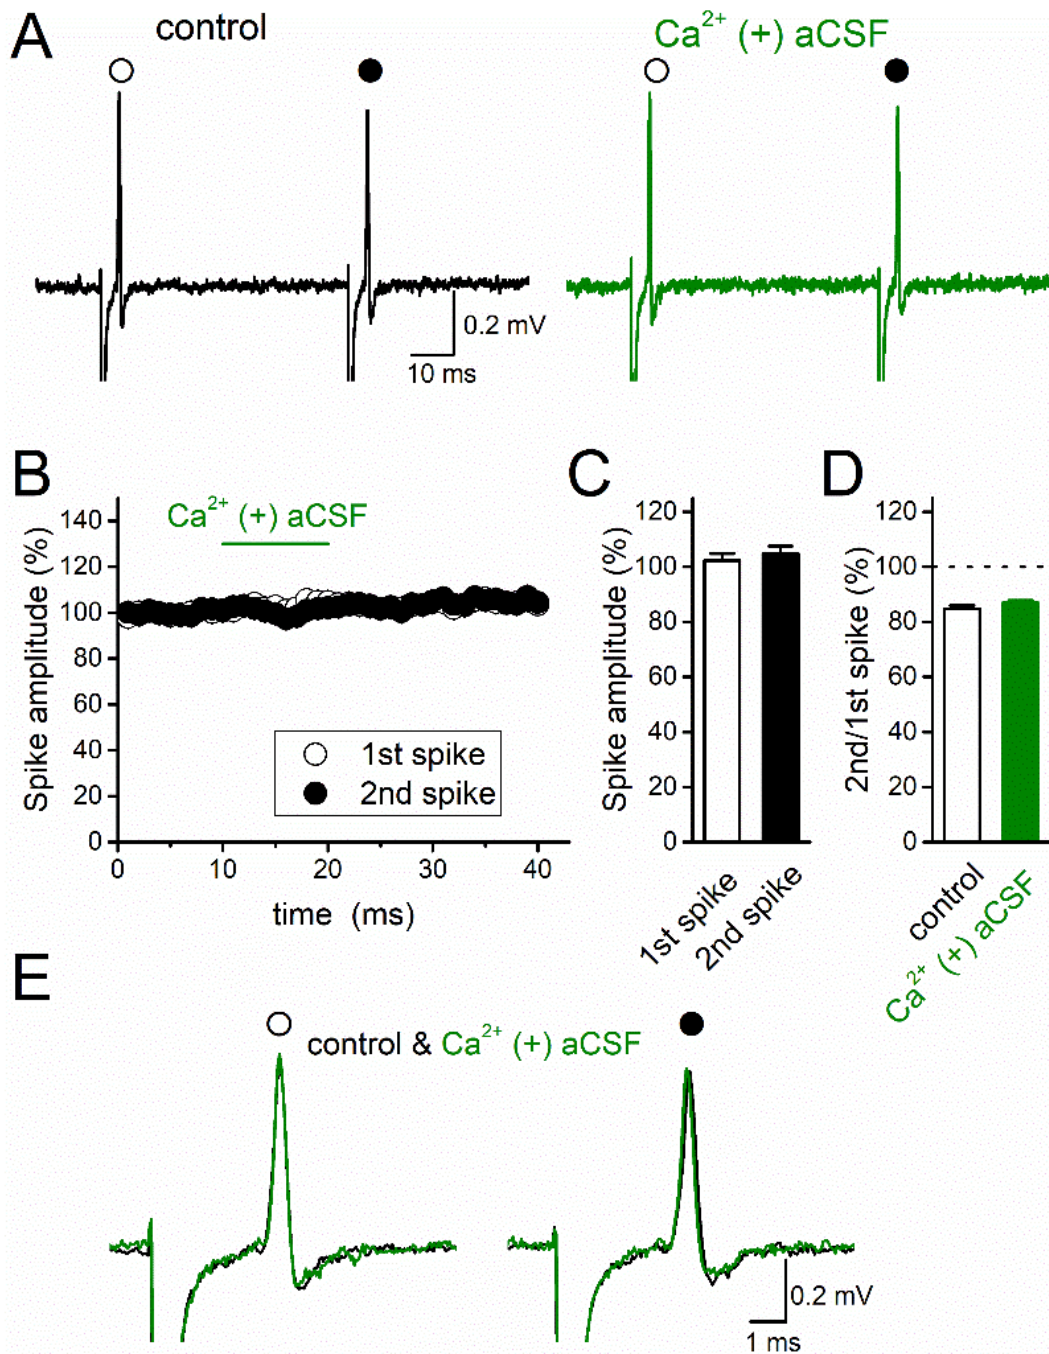 A
control
Ca²⁺ (+) aCSF
0.2 mV
10 ms
B
Ca²⁺ (+) aCSF
Spike amplitude (%)
140
120
100
80
60
40
20
0
0 10 20 30 40
time (ms)
1st spike
2nd spike
C
Spike amplitude (%)
120
100
80
60
40
20
0
1st spike
2nd spike
D
2nd/1st spike (%)
120
100
80
60
40
20
0
control
Ca²⁺ (+) aCSF
E
control & Ca²⁺ (+) aCSF
0.2 mV
1 ms